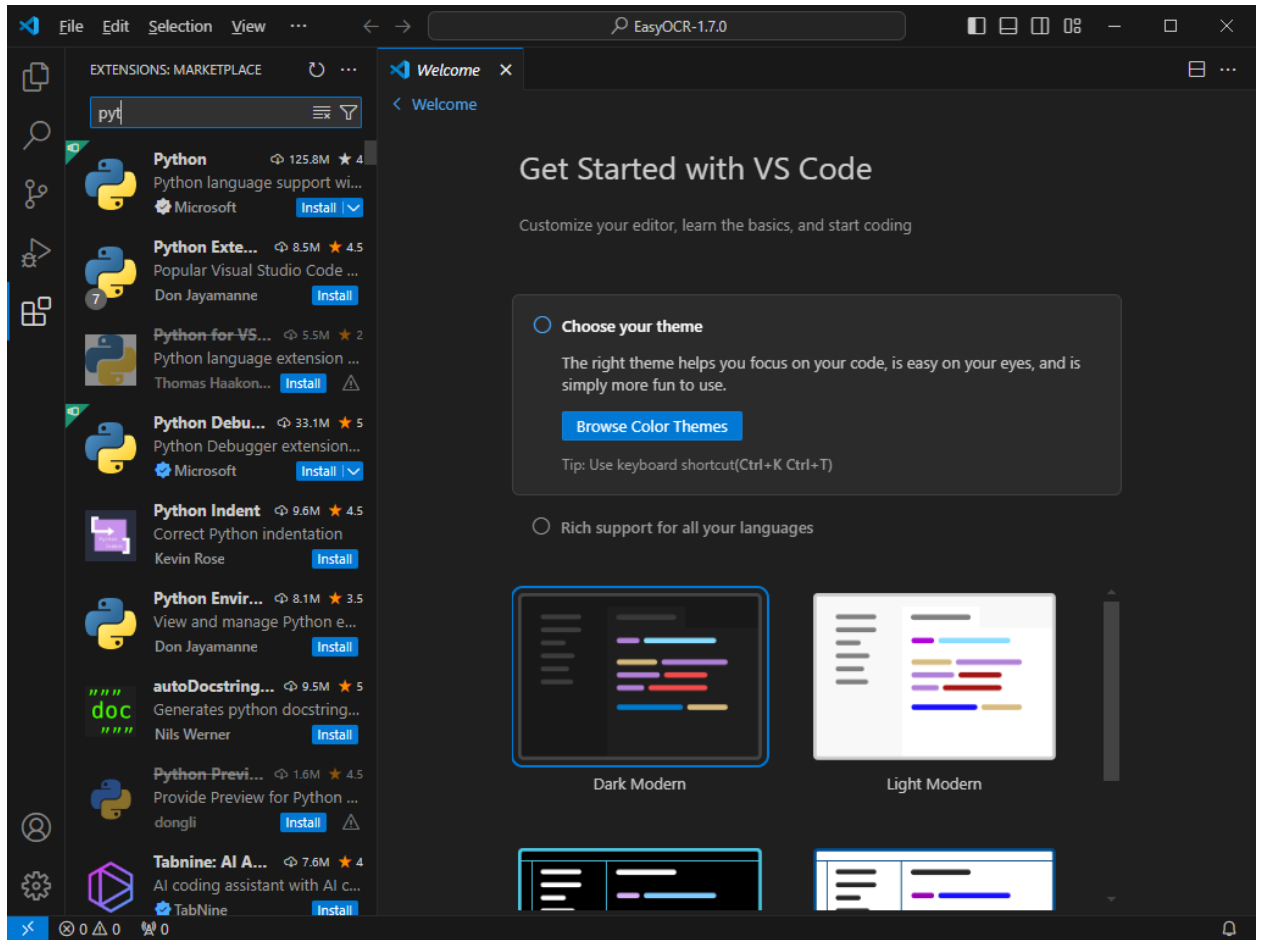 File Edit Selection View ··· EasyOCR-1.7.0
EXTENSIONS: MARKETPLACE
pyt
Python 125.8M ★ 4
Python language support wi...
Microsoft Install
Python Exte... 8.5M ★ 4.5
Popular Visual Studio Code ...
7 Don Jayamanne Install
Python for VS... 5.5M ★ 2
Python language extension ...
Thomas Haakon... Install
Python Debu... 33.1M ★ 5
Python Debugger extension...
Microsoft Install
Python Indent 9.6M ★ 4.5
Correct Python indentation
Kevin Rose Install
Python Envir... 8.1M ★ 3.5
View and manage Python e...
Don Jayamanne Install
autoDocstring... 9.5M ★ 5
""" doc """
Generates python docstring...
Nils Werner Install
Python Previ... 1.6M ★ 4.5
Provide Preview for Python ...
dongli Install
Tabnine: AI A... 7.6M ★ 4
AI coding assistant with AI c...
TabNine Install
Welcome
Welcome
Get Started with VS Code
Customize your editor, learn the basics, and start coding
Choose your theme
The right theme helps you focus on your code, is easy on your eyes, and is
simply more fun to use.
Browse Color Themes
Tip: Use keyboard shortcut(Ctrl+K Ctrl+T)
Rich support for all your languages
Dark Modern Light Modern
0 0 0